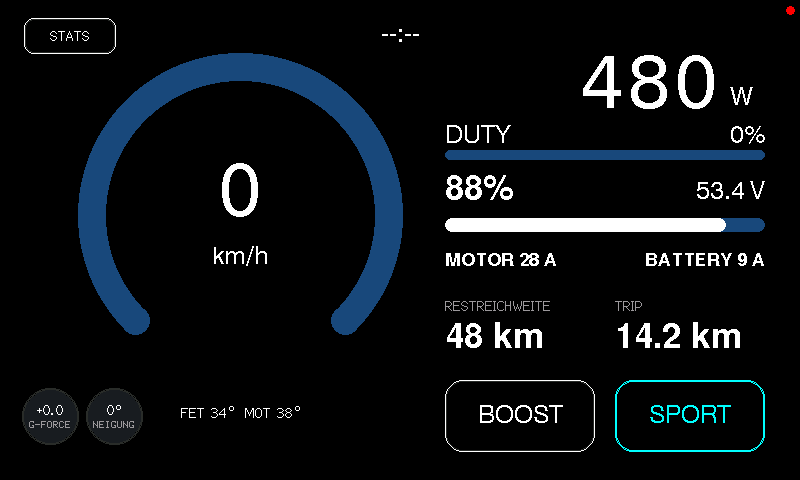 STATS
--:--
480 W
DUTY 0%
88% 53.4 V
MOTOR 28 A BATTERY 9 A
0
km/h
RESTREICHWEITE TRIP
48 km 14.2 km
+0.0 0°
G-FORCE NEIGUNG
FET 34° MOT 38°
BOOST SPORT